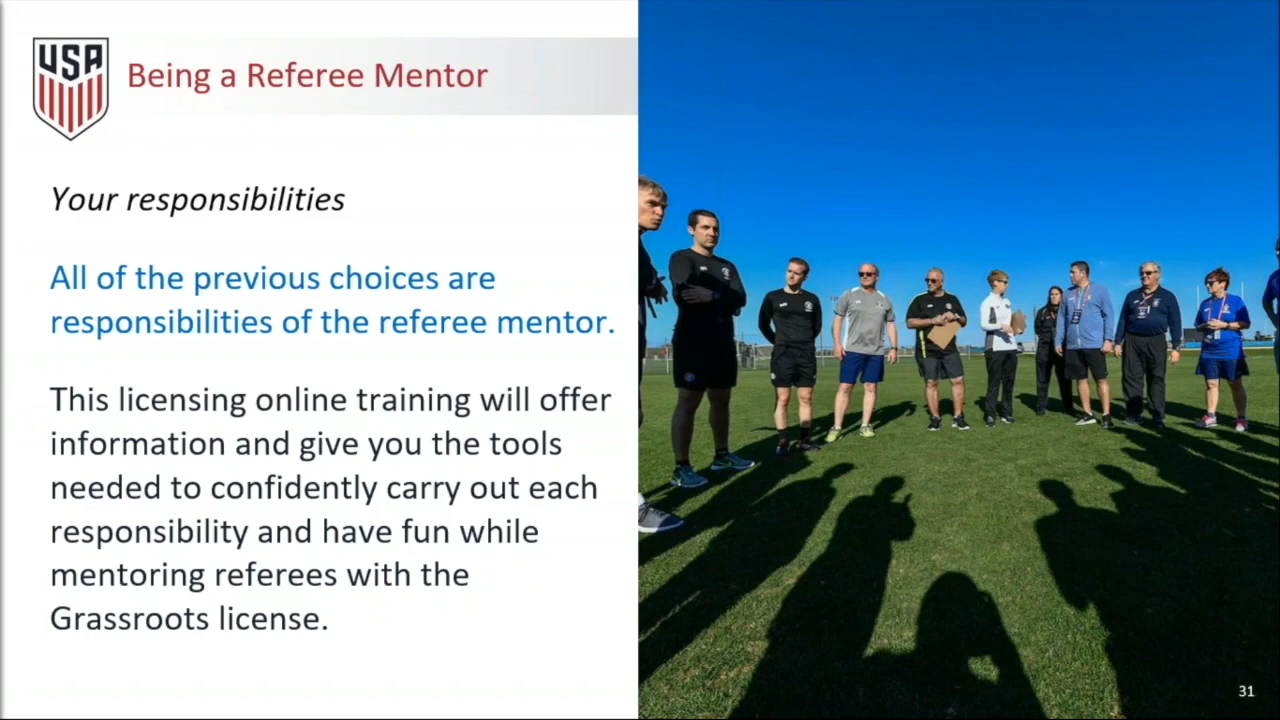 USA
Being a Referee Mentor
Your responsibilities
All of the previous choices are
responsibilities of the referee mentor.
This licensing online training will offer
information and give you the tools
needed to confidently carry out each
responsibility and have fun while
mentoring referees with the
Grassroots license.
31